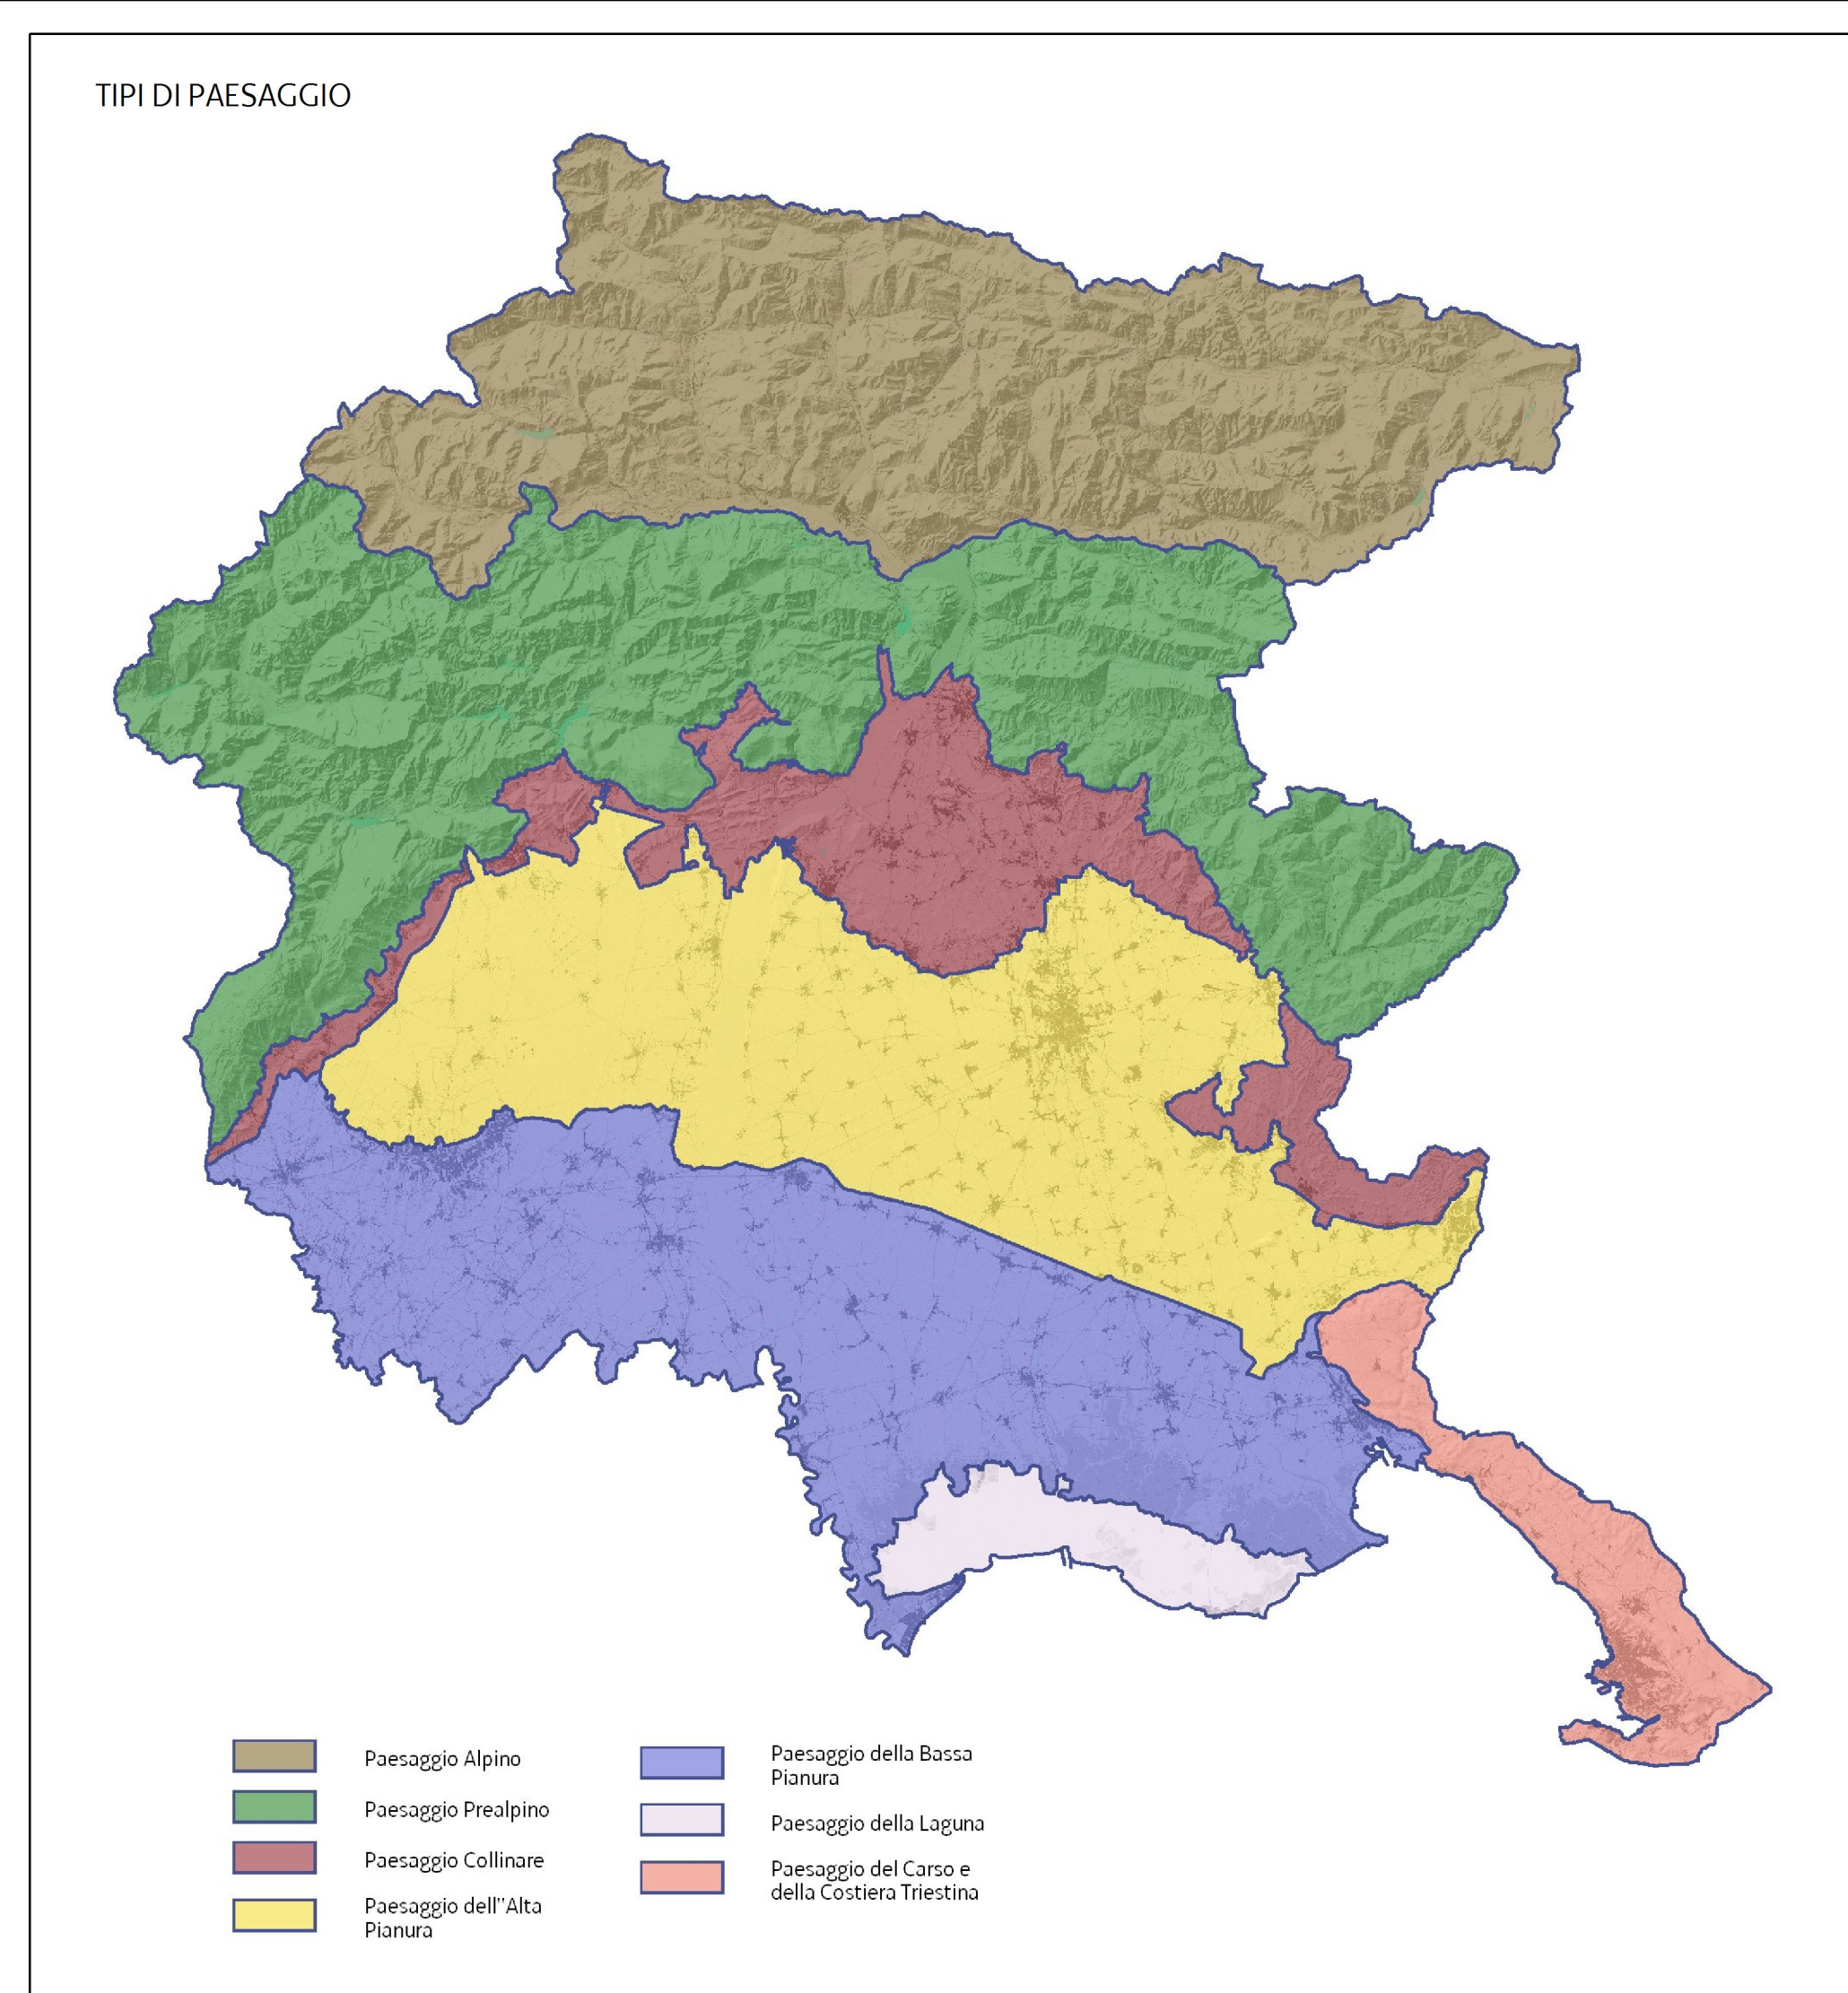 TIPI DI PAESAGGIO
Paesaggio Alpino
Paesaggio Prealpino
Paesaggio Collinare
Paesaggio dell''Alta
Pianura
Paesaggio della Bassa
Pianura
Paesaggio della Laguna
Paesaggio del Carso e
della Costiera Triestina